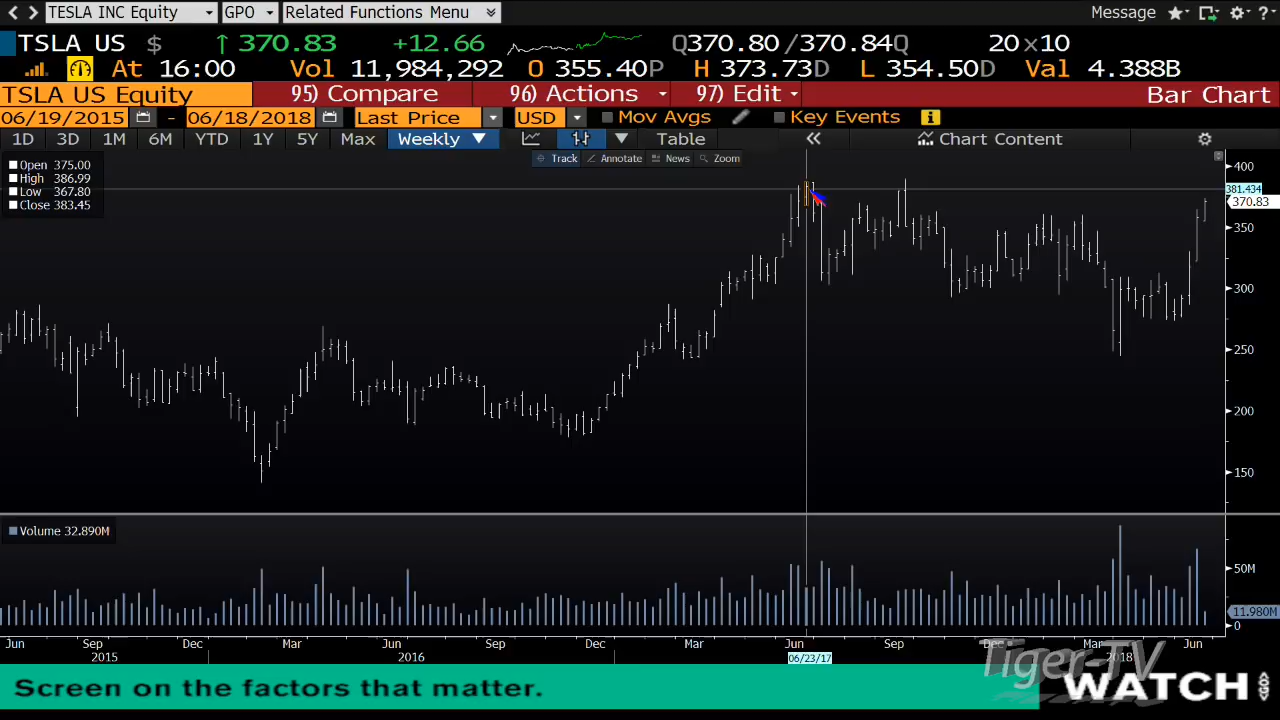 TESLA INC Equity GPO Related Functions Menu Message ?
TSLA US $ ↑ 370.83 +12.66 Q370.80 /370.84Q 20×10
At 16:00 Vol 11,984,292 O 355.40P H 373.73D L 354.50D Val 4.388B
TSLA US Equity 95) Compare 96) Actions 97) Edit Bar Chart
06/19/2015 - 06/18/2018 Last Price USD Mov Avgs Key Events i
1D 3D 1M 6M YTD 1Y 5Y Max Weekly ▼ Table « Chart Content
Track Annotate News Zoom
Open 375.00
High 386.99
Low 367.80
Close 383.45
400
381.434
370.83
350
300
250
200
150
Volume 32.890M
50M
11.980M
0
Jun Sep Dec Mar Jun Sep Dec Mar Jun Sep Dec Mar Jun
2015 2016 06/23/17 2018
Tiger-TV
Screen on the factors that matter. WATCH